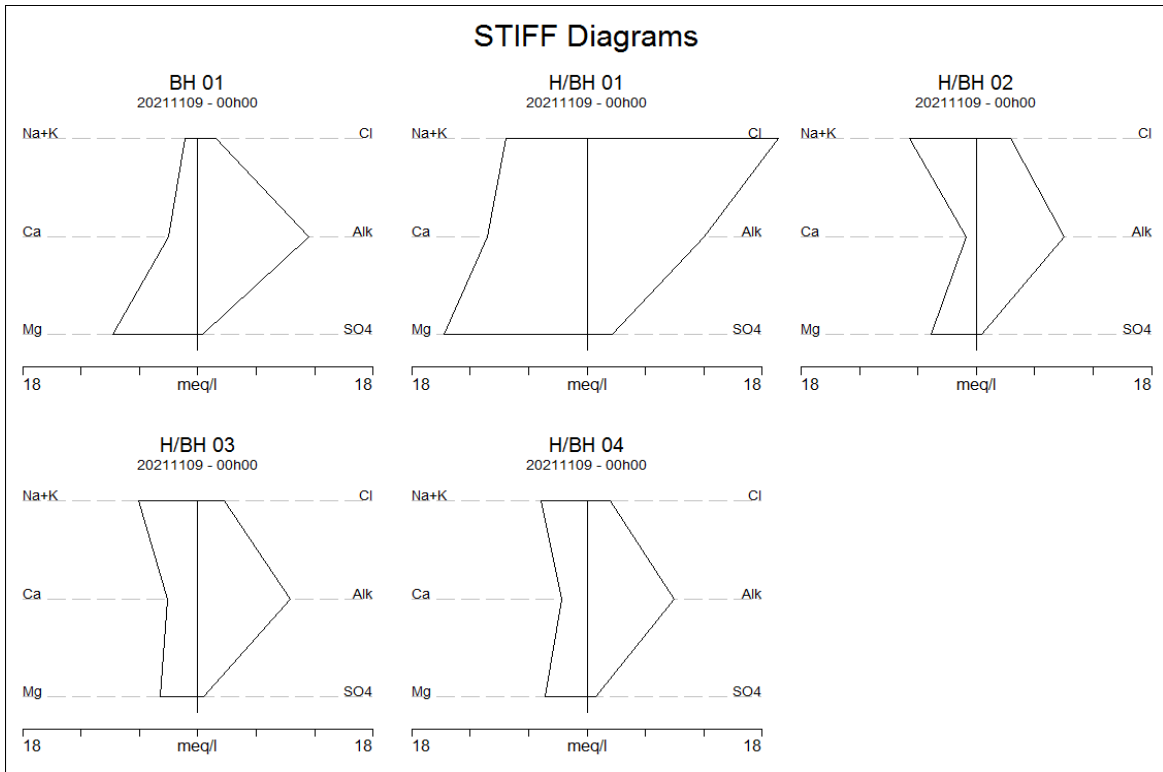 STIFF Diagrams
BH 01
20211109 - 00h00
Na+K Cl
Ca Alk
Mg SO4
18 meq/l 18
H/BH 01
20211109 - 00h00
Na+K Cl
Ca Alk
Mg SO4
18 meq/l 18
H/BH 02
20211109 - 00h00
Na+K Cl
Ca Alk
Mg SO4
18 meq/l 18
H/BH 03
20211109 - 00h00
Na+K Cl
Ca Alk
Mg SO4
18 meq/l 18
H/BH 04
20211109 - 00h00
Na+K Cl
Ca Alk
Mg SO4
18 meq/l 18